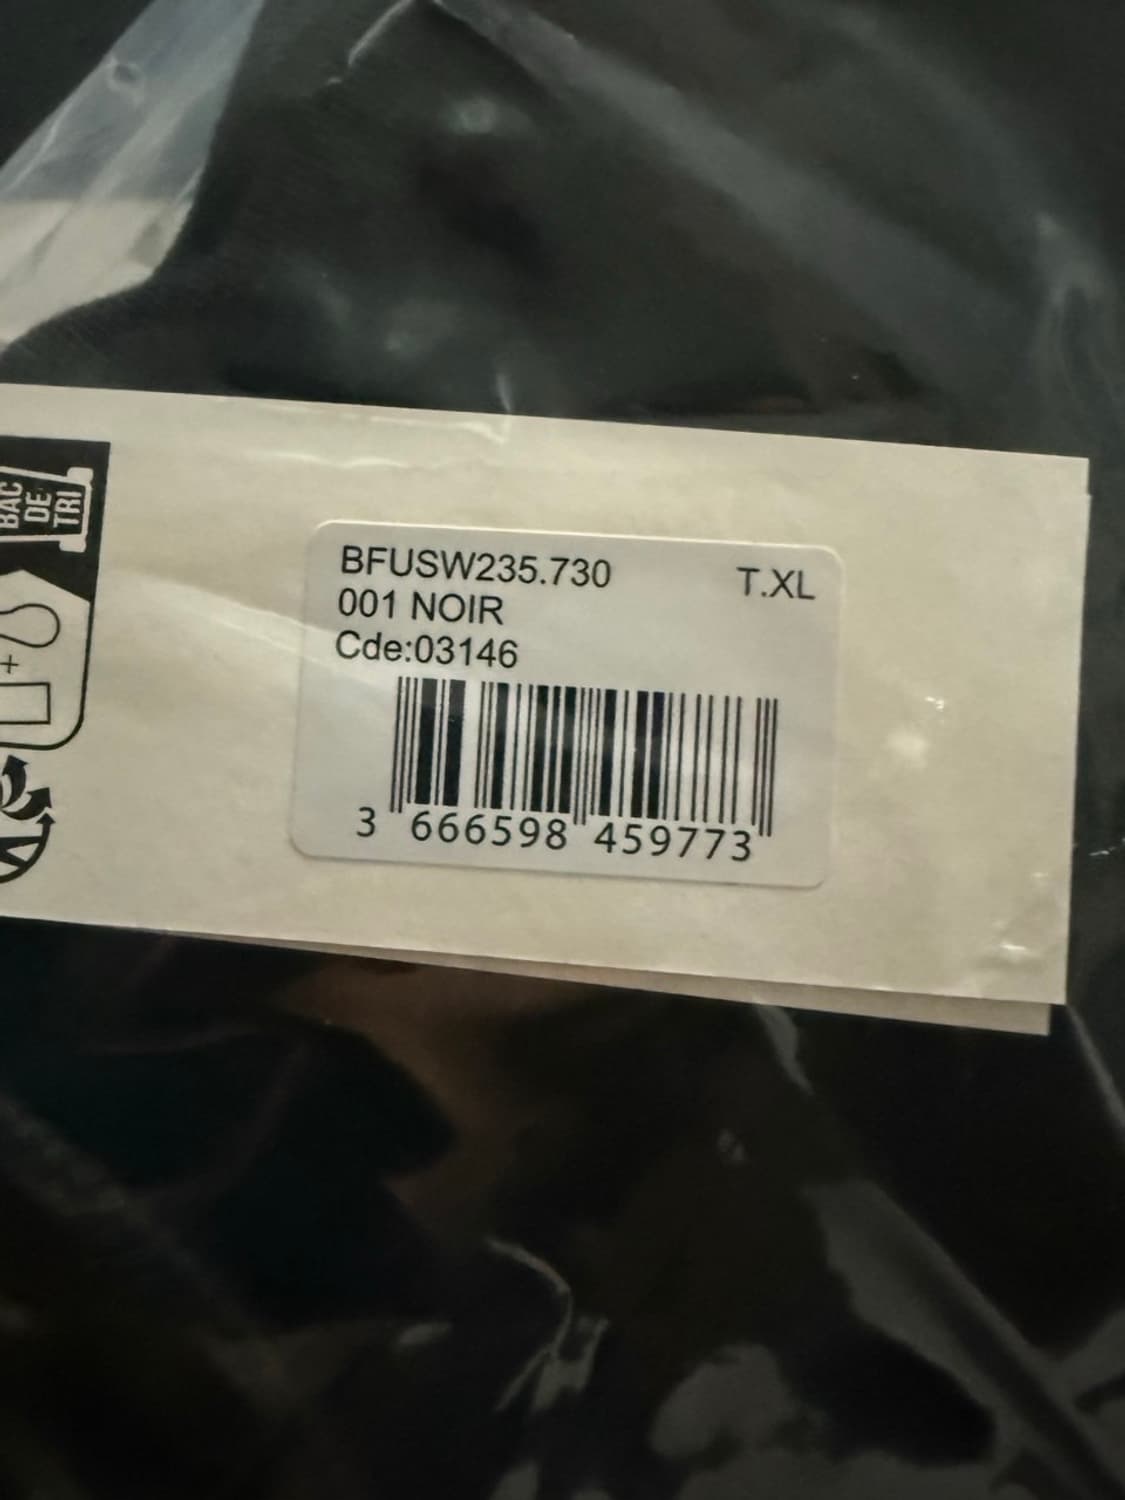 BAC
DE
TRI
+
BFUSW235.730 T.XL
001 NOIR
Cde:03146
3 666598 459773